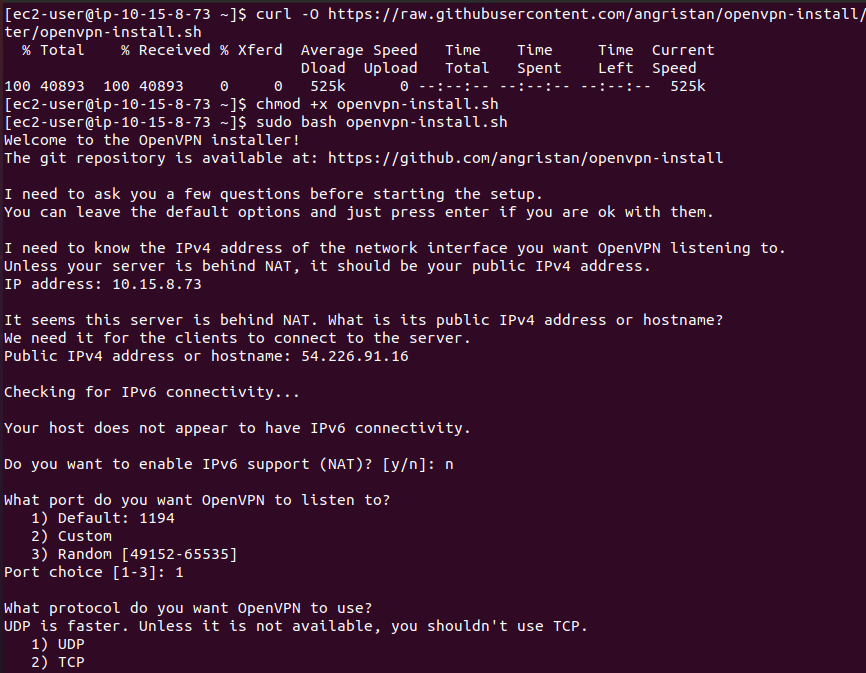 [ec2-user@ip-10-15-8-73 ~]$ curl -O https://raw.githubusercontent.com/angristan/openvpn-install/
ter/openvpn-install.sh
  % Total    % Received % Xferd  Average Speed   Time    Time     Time  Current
                                 Dload  Upload   Total   Spent    Left  Speed
100 40893  100 40893    0     0   525k      0 --:--:-- --:--:-- --:--:--  525k
[ec2-user@ip-10-15-8-73 ~]$ chmod +x openvpn-install.sh
[ec2-user@ip-10-15-8-73 ~]$ sudo bash openvpn-install.sh
Welcome to the OpenVPN installer!
The git repository is available at: https://github.com/angristan/openvpn-install

I need to ask you a few questions before starting the setup.
You can leave the default options and just press enter if you are ok with them.

I need to know the IPv4 address of the network interface you want OpenVPN listening to.
Unless your server is behind NAT, it should be your public IPv4 address.
IP address: 10.15.8.73

It seems this server is behind NAT. What is its public IPv4 address or hostname?
We need it for the clients to connect to the server.
Public IPv4 address or hostname: 54.226.91.16

Checking for IPv6 connectivity...

Your host does not appear to have IPv6 connectivity.

Do you want to enable IPv6 support (NAT)? [y/n]: n

What port do you want OpenVPN to listen to?
   1) Default: 1194
   2) Custom
   3) Random [49152-65535]
Port choice [1-3]: 1

What protocol do you want OpenVPN to use?
UDP is faster. Unless it is not available, you shouldn't use TCP.
   1) UDP
   2) TCP